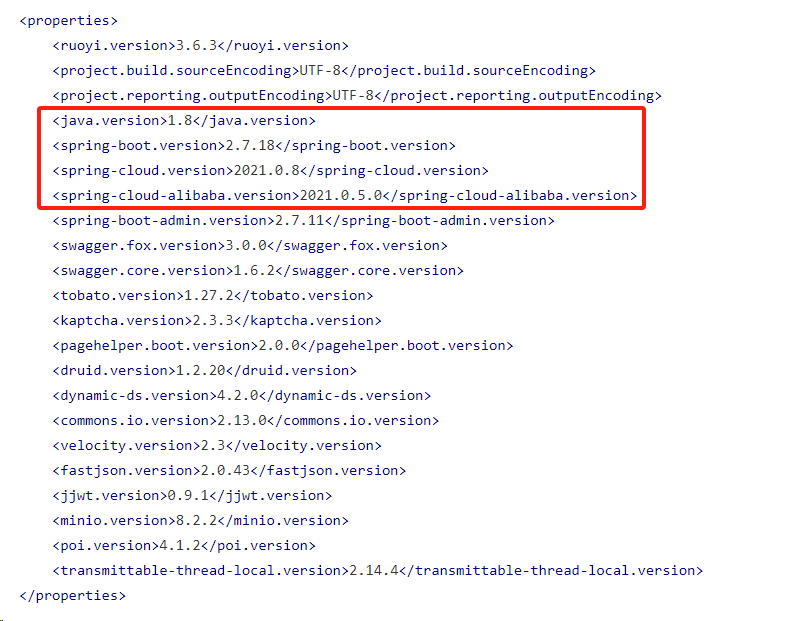 <properties>
<ruoyi.version>3.6.3</ruoyi.version>
<project.build.sourceEncoding>UTF-8</project.build.sourceEncoding>
<project.reporting.outputEncoding>UTF-8</project.reporting.outputEncoding>
<java.version>1.8</java.version>
<spring-boot.version>2.7.18</spring-boot.version>
<spring-cloud.version>2021.0.8</spring-cloud.version>
<spring-cloud-alibaba.version>2021.0.5.0</spring-cloud-alibaba.version>
<spring-boot-admin.version>2.7.11</spring-boot-admin.version>
<swagger.fox.version>3.0.0</swagger.fox.version>
<swagger.core.version>1.6.2</swagger.core.version>
<tobato.version>1.27.2</tobato.version>
<kaptcha.version>2.3.3</kaptcha.version>
<pagehelper.boot.version>2.0.0</pagehelper.boot.version>
<druid.version>1.2.20</druid.version>
<dynamic-ds.version>4.2.0</dynamic-ds.version>
<commons.io.version>2.13.0</commons.io.version>
<velocity.version>2.3</velocity.version>
<fastjson.version>2.0.43</fastjson.version>
<jjwt.version>0.9.1</jjwt.version>
<minio.version>8.2.2</minio.version>
<poi.version>4.1.2</poi.version>
<transmittable-thread-local.version>2.14.4</transmittable-thread-local.version>
</properties>